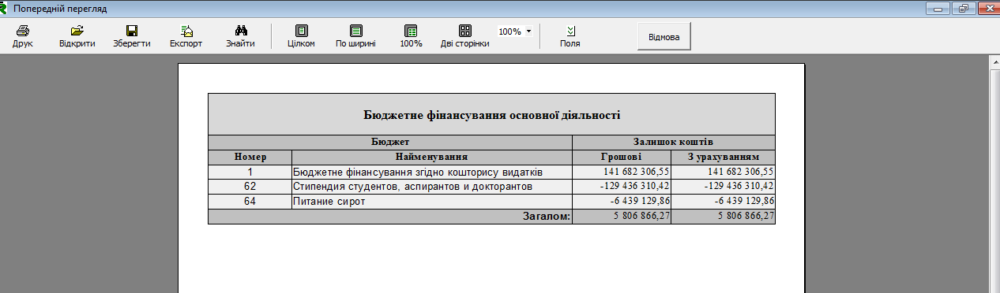 Попередній перегляд
Друк Відкрити Зберегти Експорт Знайти Цілком По ширині 100% Дві сторінки 100% Поля Відмова
Бюджетне фінансування основної діяльності
Бюджет Залишок коштів
Номер Найменування Грошові З урахуванням
1 Бюджетне фінансування згідно кошторису видатків 141 682 306,55 141 682 306,55
62 Стипендия студентов, аспирантов и докторантов -129 436 310,42 -129 436 310,42
64 Питание сирот -6 439 129,86 -6 439 129,86
Загалом: 5 806 866,27 5 806 866,27